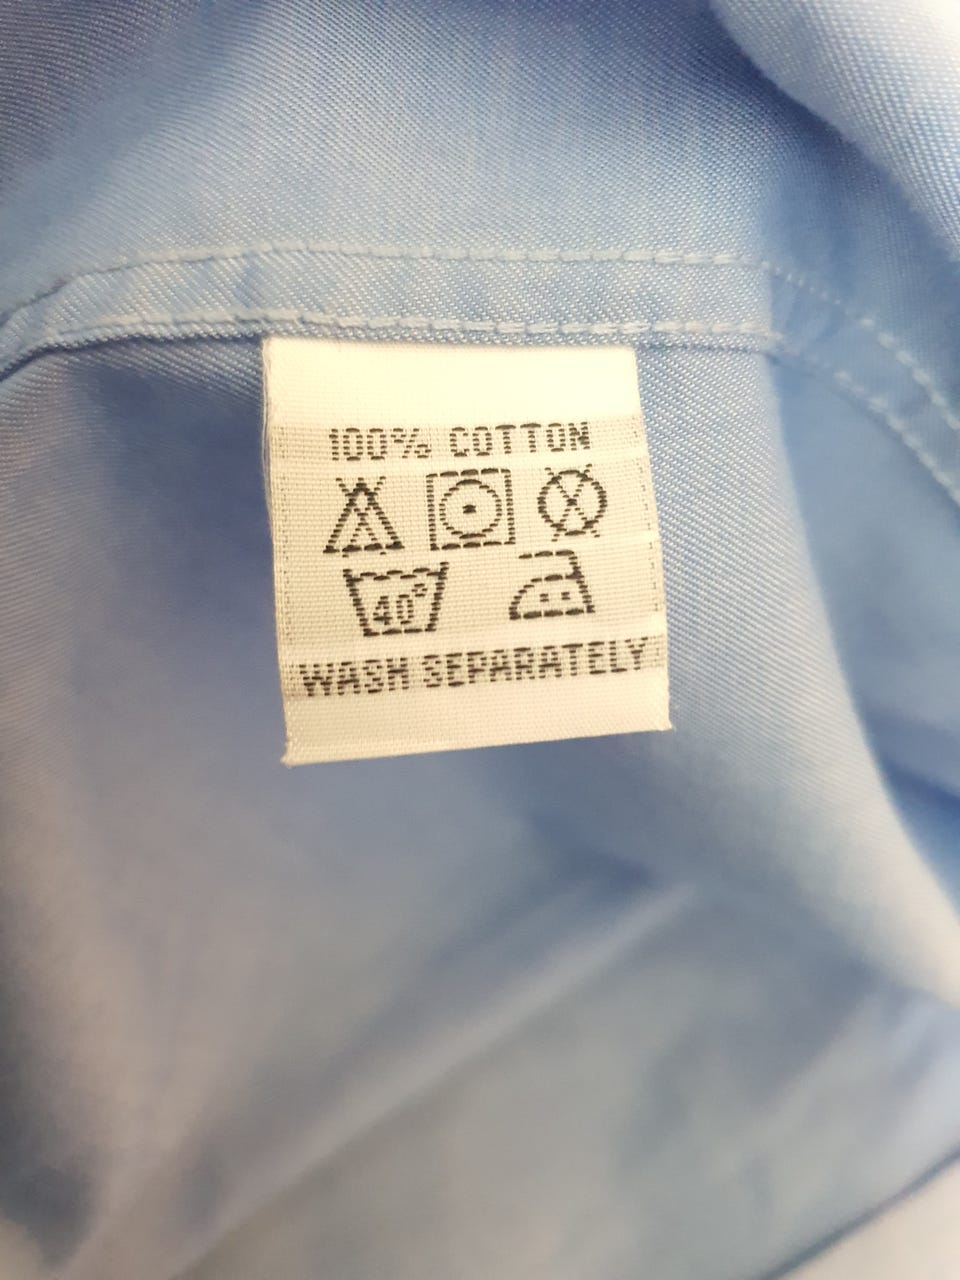 100% COTTON
40°
WASH SEPARATELY